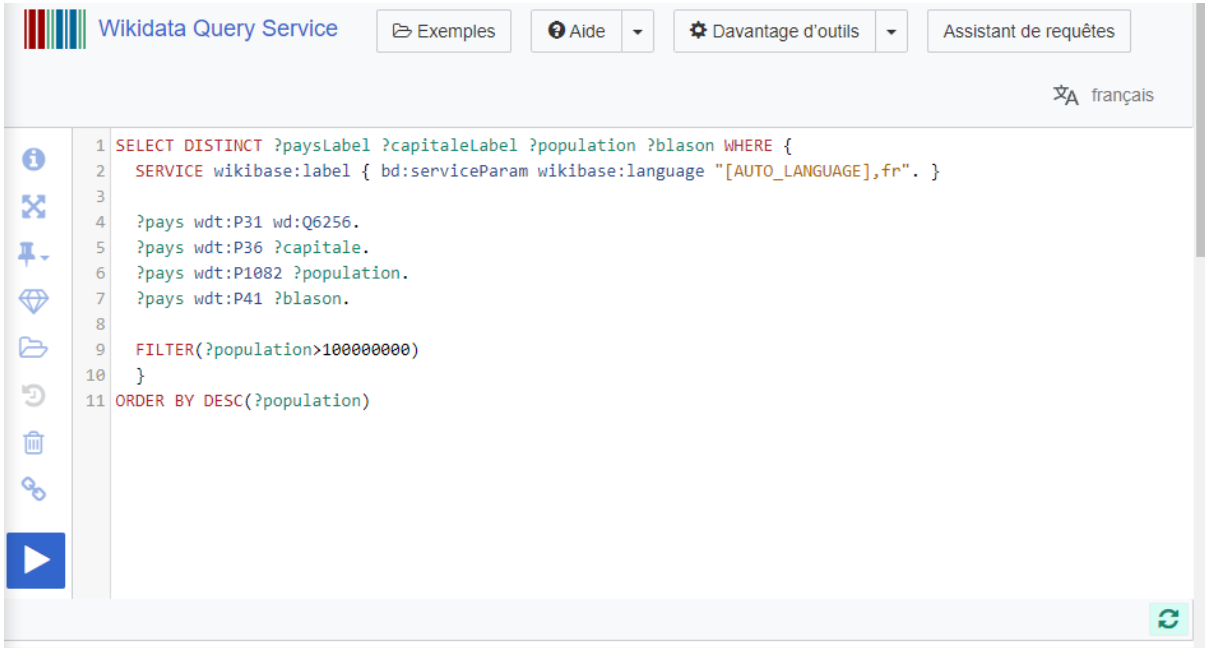 Wikidata Query Service Exemples Aide Davantage d'outils Assistant de requêtes
français
1 SELECT DISTINCT ?paysLabel ?capitaleLabel ?population ?blason WHERE {
2 SERVICE wikibase:label { bd:serviceParam wikibase:language "[AUTO_LANGUAGE],fr". }
3
4 ?pays wdt:P31 wd:Q6256.
5 ?pays wdt:P36 ?capitale.
6 ?pays wdt:P1082 ?population.
7 ?pays wdt:P41 ?blason.
8
9 FILTER(?population>100000000)
10 }
11 ORDER BY DESC(?population)